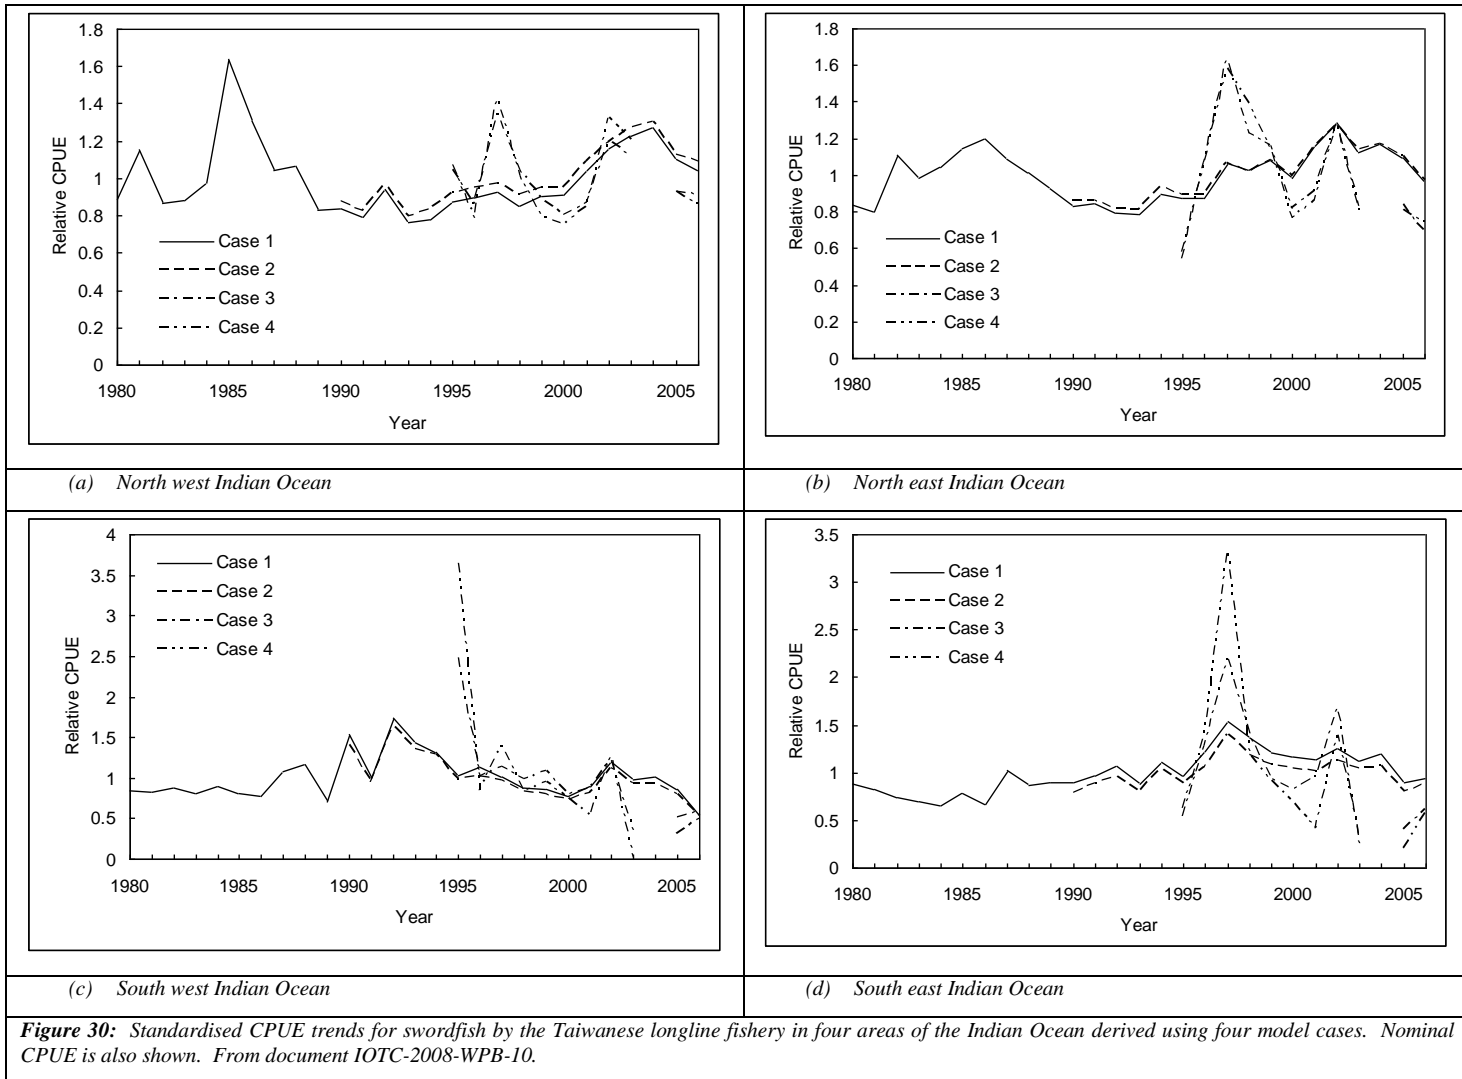 1.8
1.6
1.4
1.2
1
0.8
0.6
0.4
0.2
0
Relative CPUE
Case 1
Case 2
Case 3
Case 4
1980 1985 1990 1995 2000 2005
Year
1.8
1.6
1.4
1.2
1
0.8
0.6
0.4
0.2
0
Relative CPUE
Case 1
Case 2
Case 3
Case 4
1980 1985 1990 1995 2000 2005
Year
(a) North west Indian Ocean
(b) North east Indian Ocean
4
3.5
3
2.5
2
1.5
1
0.5
0
Relative CPUE
Case 1
Case 2
Case 3
Case 4
1980 1985 1990 1995 2000 2005
Year
3.5
3
2.5
2
1.5
1
0.5
0
Relative CPUE
Case 1
Case 2
Case 3
Case 4
1980 1985 1990 1995 2000 2005
Year
(c) South west Indian Ocean
(d) South east Indian Ocean
Figure 30: Standardised CPUE trends for swordfish by the Taiwanese longline fishery in four areas of the Indian Ocean derived using four model cases. Nominal
CPUE is also shown. From document IOTC-2008-WPB-10.